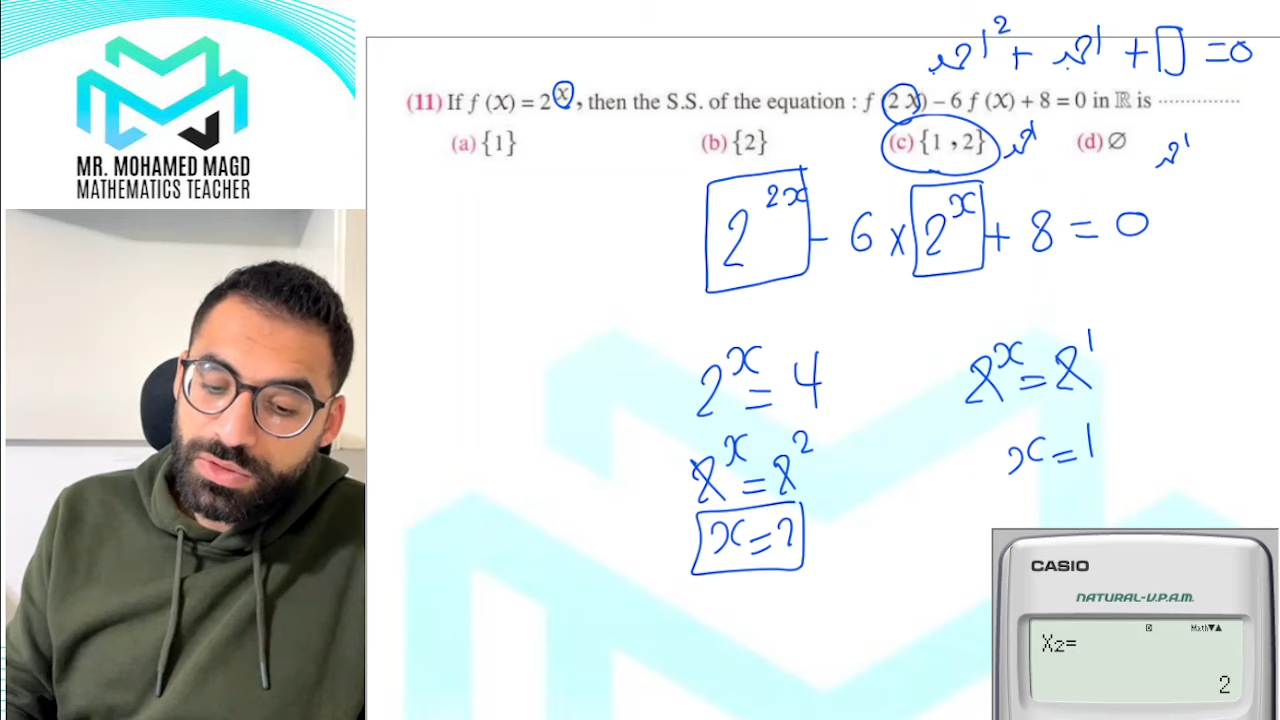 MR. MOHAMED MAGD
MATHEMATICS TEACHER
+ + = 0
(11) If f (X) = 2^X, then the S.S. of the equation : f (2 X) – 6 f (X) + 8 = 0 in ℝ is ····················
(a) {1} (b) {2} (c) {1 , 2} (d) ∅
2^2x - 6 × 2^x + 8 = 0
2^x = 4
2^x = 2^2
x = 2
2^x = 2^1
x = 1
CASIO
NATURAL-V.P.A.M.
Math▼▲
X2=
2